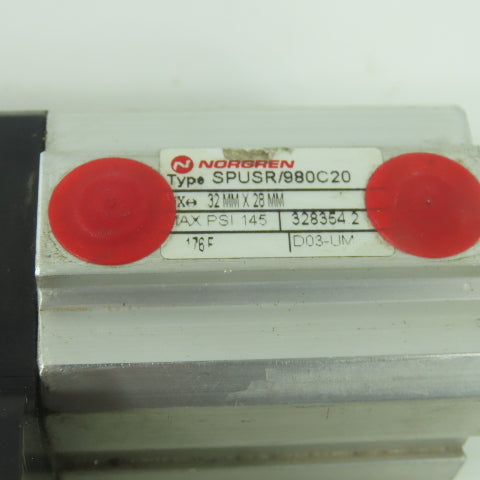 NORGREN
Type SPUSR/980C20
X↔ 32 MM X 28 MM
MAX PSI 145 328354.2
176 F D03-UM